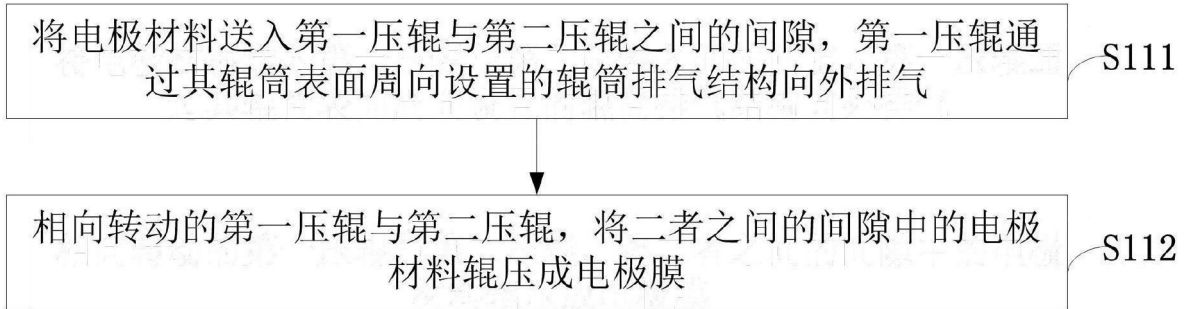 将电极材料送入第一压辊与第二压辊之间的间隙，第一压辊通
过其辊筒表面周向设置的辊筒排气结构向外排气
S111
相向转动的第一压辊与第二压辊，将二者之间的间隙中的电极
材料辊压成电极膜
S112